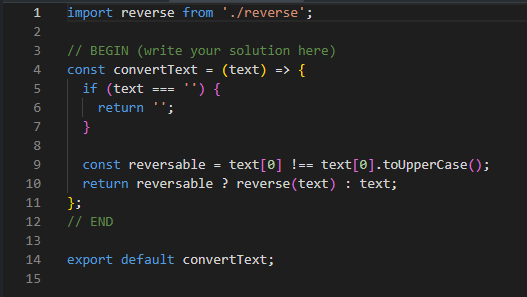 1 import reverse from './reverse';
2
3 // BEGIN (write your solution here)
4 const convertText = (text) => {
5   if (text === '') {
6     return '';
7   }
8
9   const reversable = text[0] !== text[0].toUpperCase();
10   return reversable ? reverse(text) : text;
11 };
12 // END
13
14 export default convertText;
15